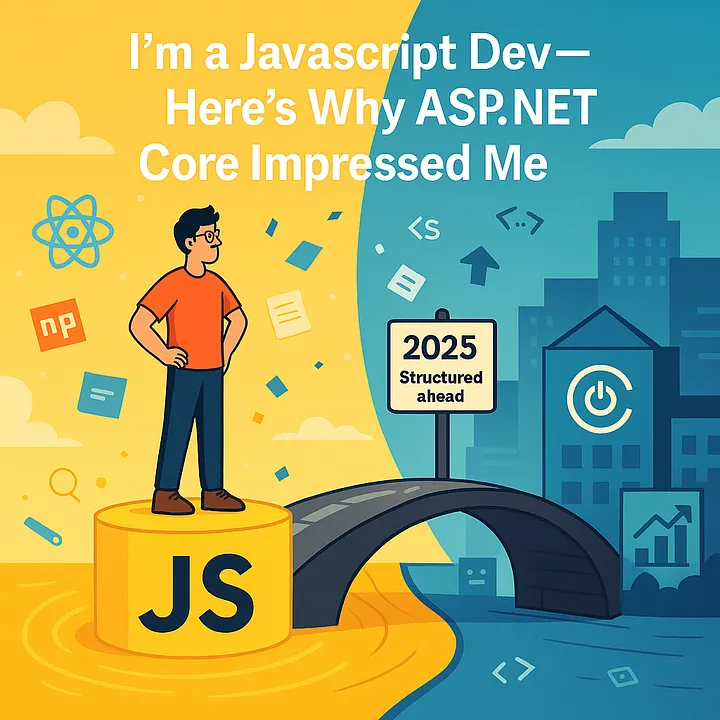 I'm a Javascript Dev—
Here's Why ASP.NET
Core Impressed Me
<S
np
2025
Structured
ahead
JS